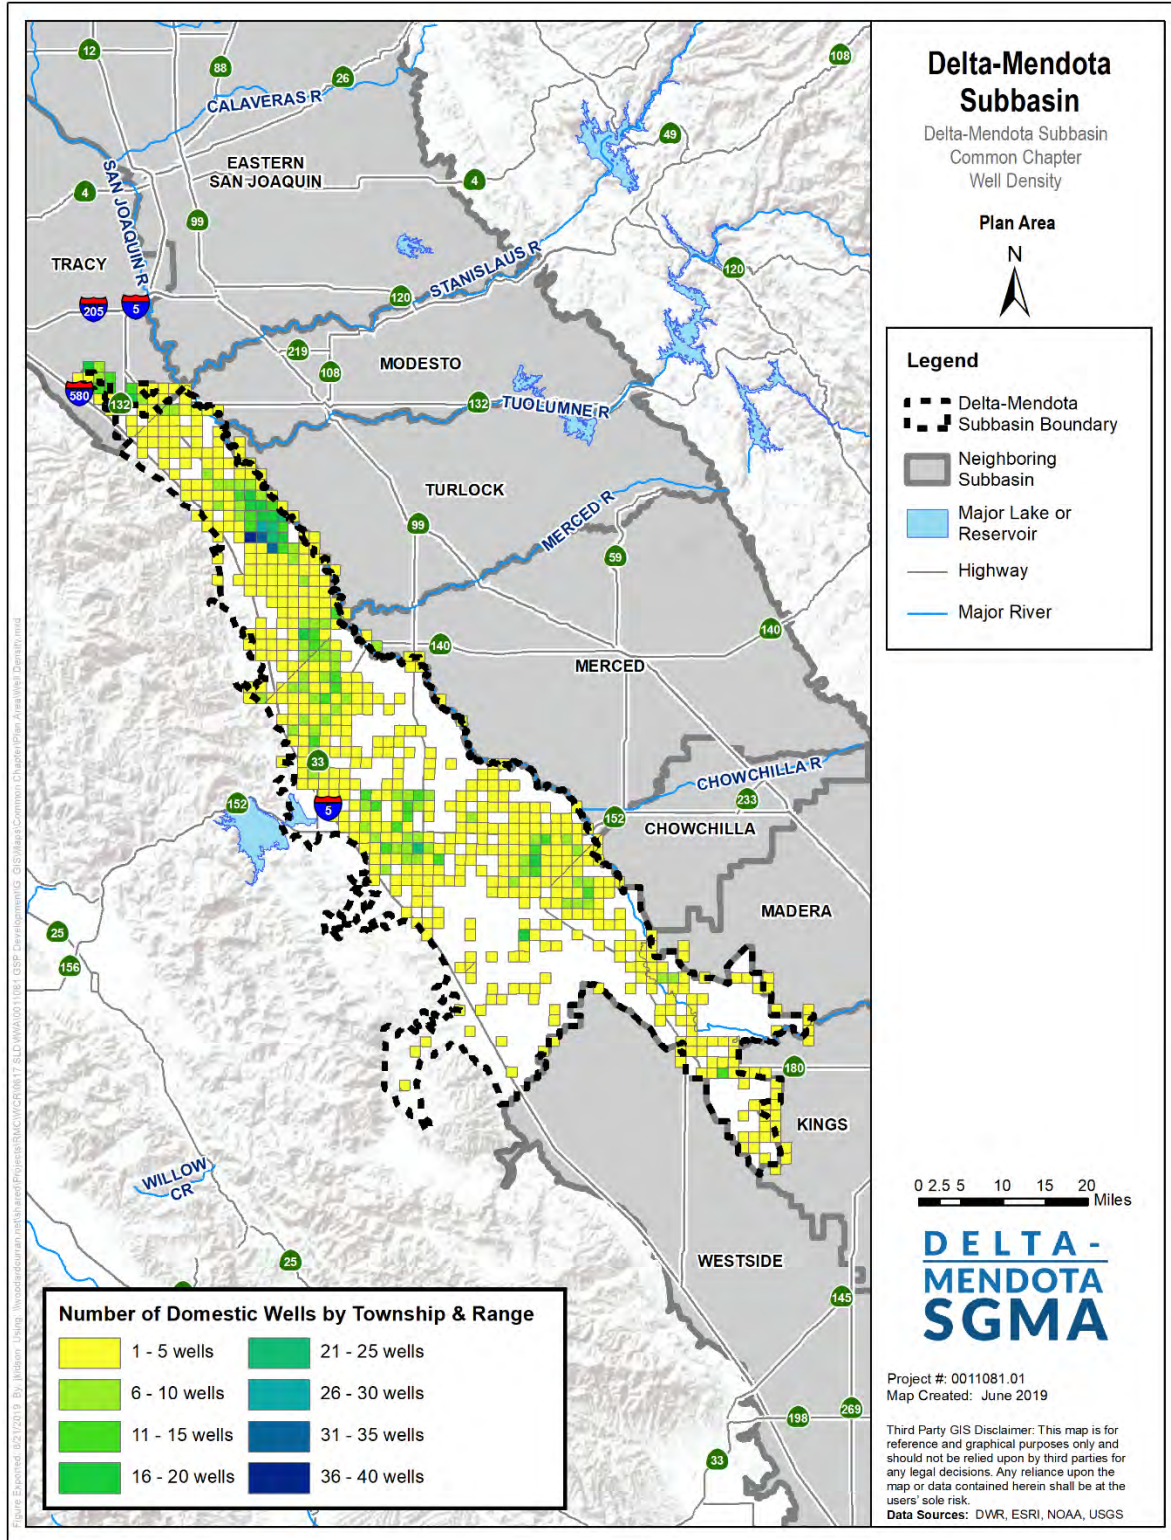 Delta-Mendota
Subbasin
Delta-Mendota Subbasin
Common Chapter
Well Density
Plan Area
N
Legend
Delta-Mendota
Subbasin Boundary
Neighboring
Subbasin
Major Lake or
Reservoir
Highway
Major River
12
88
26
108
CALAVERAS R
49
EASTERN
SAN JOAQUIN
4
4
SAN JOAQUIN R
99
TRACY
STANISLAUS R
120
120
205
5
219
MODESTO
108
580
132
132
TUOLUMNE R
TURLOCK
99
MERCED R
59
140
140
MERCED
33
CHOWCHILLA R
152
5
233
152
CHOWCHILLA
MADERA
25
156
180
KINGS
WILLOW
CR
25
WESTSIDE
145
198
269
33
0 2.5 5 10 15 20
Miles
DELTA-
MENDOTA
SGMA
Project #: 0011081.01
Map Created: June 2019
Third Party GIS Disclaimer: This map is for
reference and graphical purposes only and
should not be relied upon by third parties for
any legal decisions. Any reliance upon the
map or data contained herein shall be at the
users' sole risk.
Data Sources: DWR, ESRI, NOAA, USGS
Number of Domestic Wells by Township & Range
1 - 5 wells
6 - 10 wells
11 - 15 wells
16 - 20 wells
21 - 25 wells
26 - 30 wells
31 - 35 wells
36 - 40 wells